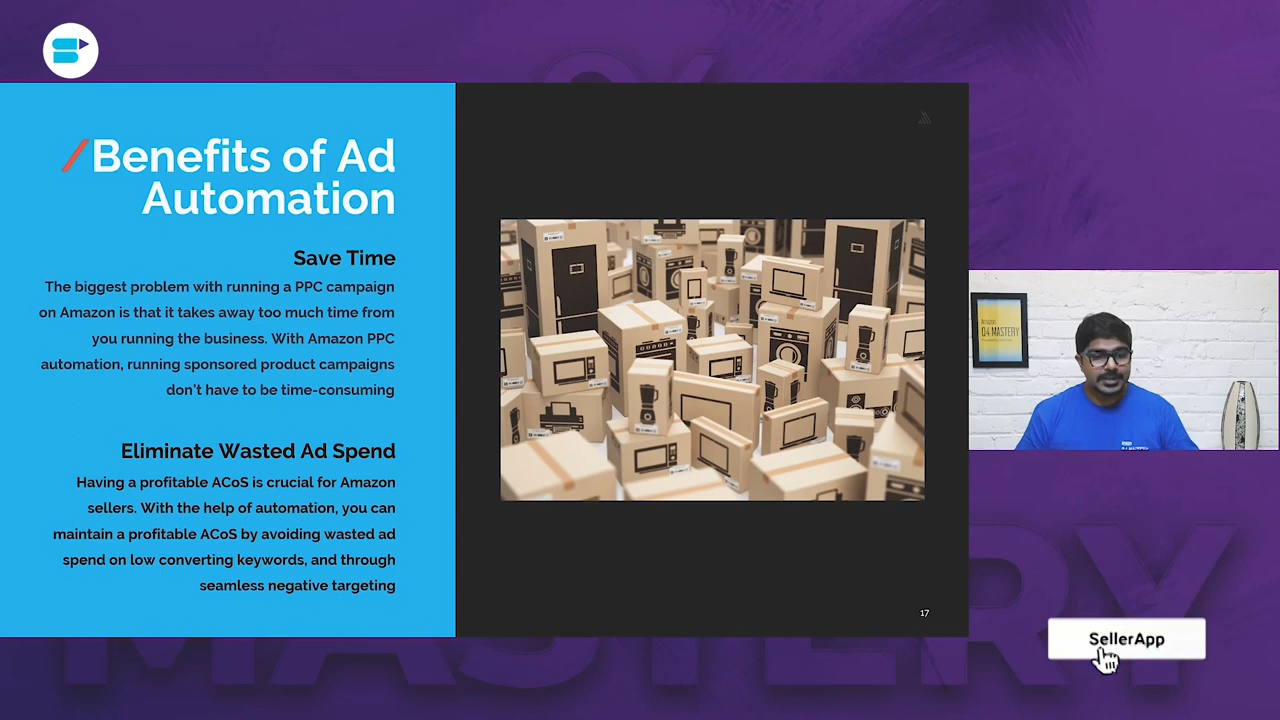 /Benefits of Ad
Automation
Save Time
The biggest problem with running a PPC campaign
on Amazon is that it takes away too much time from
you running the business. With Amazon PPC
automation, running sponsored product campaigns
don't have to be time-consuming
Eliminate Wasted Ad Spend
Having a profitable ACoS is crucial for Amazon
sellers. With the help of automation, you can
maintain a profitable ACoS by avoiding wasted ad
spend on low converting keywords, and through
seamless negative targeting
17
Amazon
Q4 MASTERY
SellerApp
Q4
MASTERY